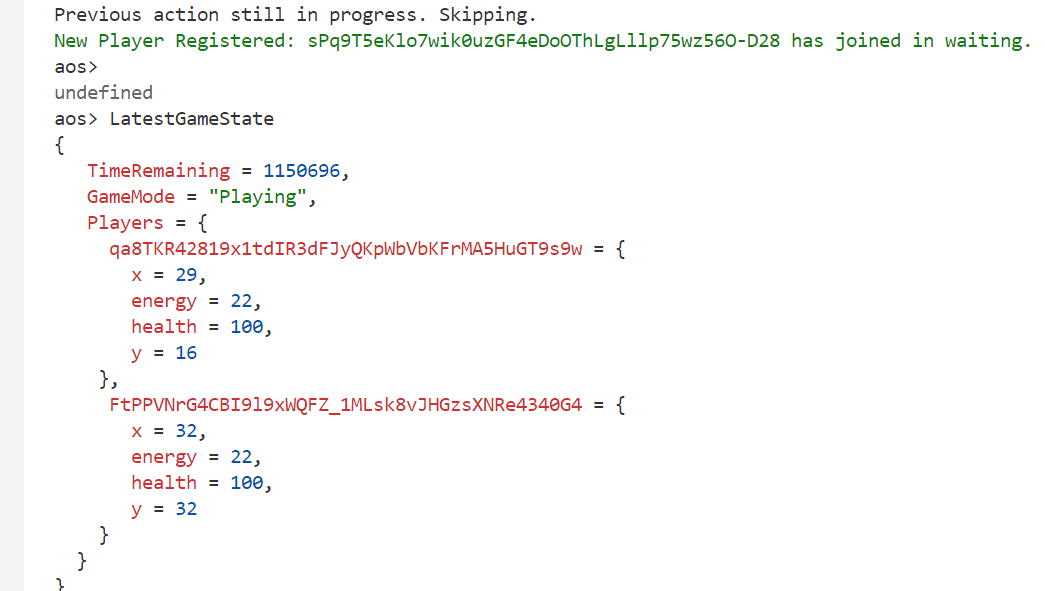 Previous action still in progress. Skipping.
New Player Registered: sPq9T5eKlo7wik0uzGF4eDoOThLgLllp75wz56O-D28 has joined in waiting.
aos>
undefined
aos> LatestGameState
{
TimeRemaining = 1150696,
GameMode = "Playing",
Players = {
qa8TKR42819x1tdIR3dFJyQKpWbVbKFrMA5HuGT9s9w = {
x = 29,
energy = 22,
health = 100,
y = 16
},
FtPPVNrG4CBI9l9xWQFZ_1MLsk8vJHGzsXNRe4340G4 = {
x = 32,
energy = 22,
health = 100,
y = 32
}
}
}